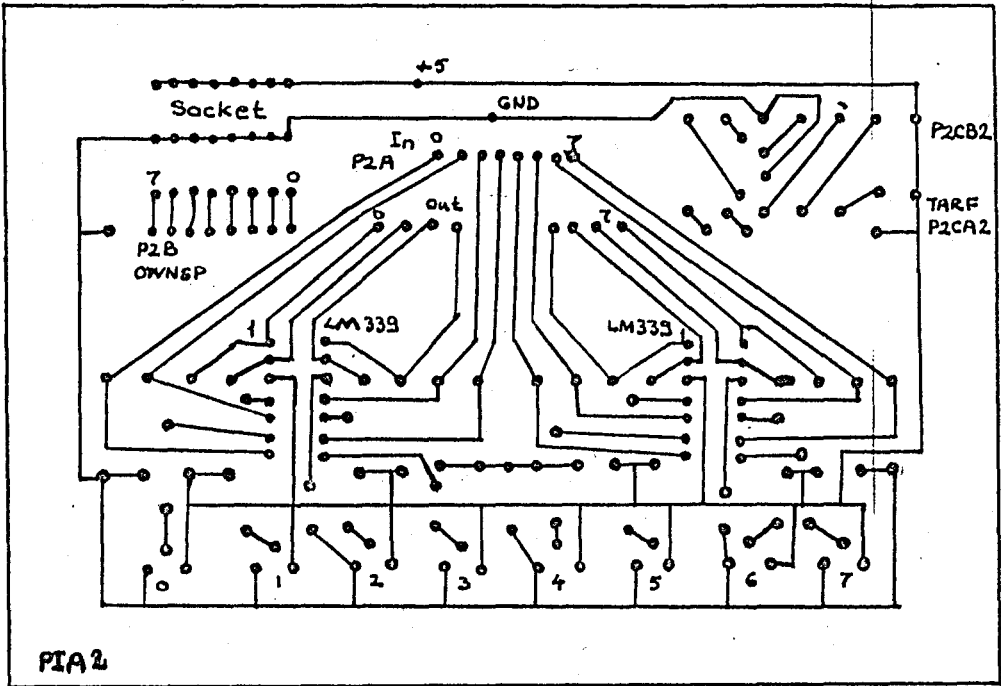 +5
Socket
GND
In 0 7
P2A
P2CB2
7 0
Out
6 7
TARF
P2CA2
P2B
OWNSP
1 LM339 LM339 1
0 1 2 3 4 5 6 7
PIA2